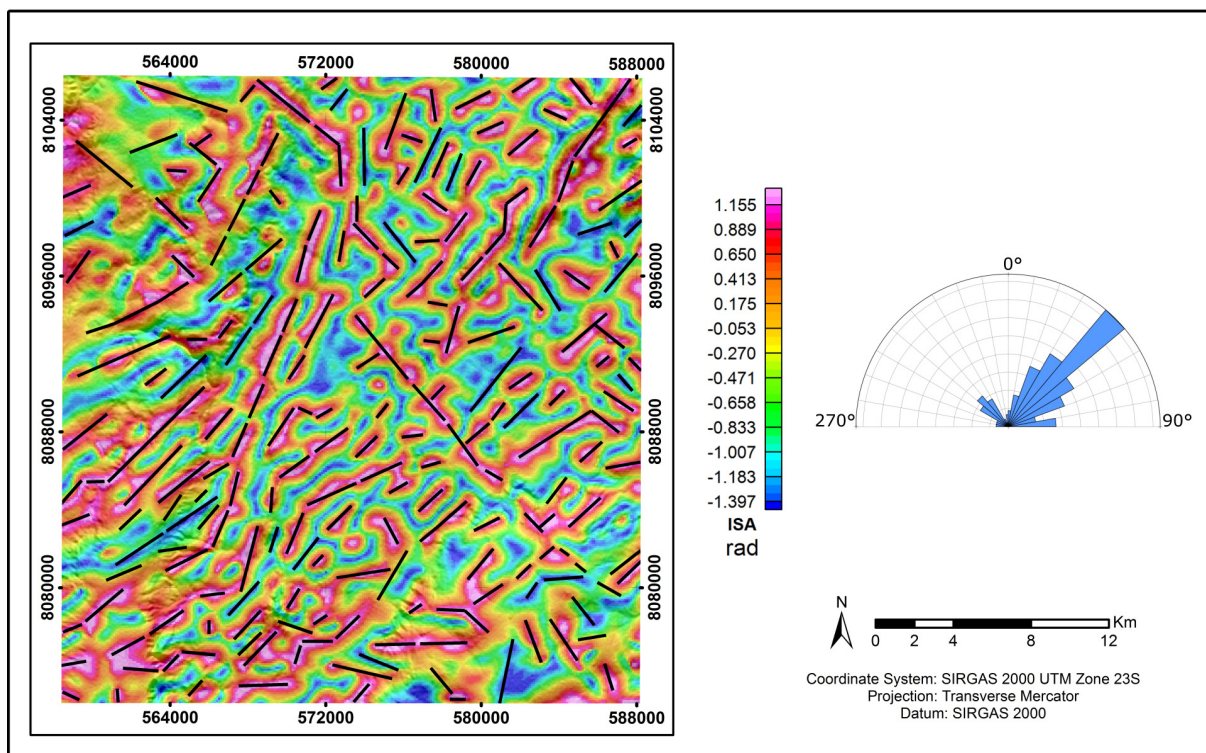 564000 572000 580000 588000
8104000
8104000
8096000
8096000
8088000
8088000
8080000
8080000
564000 572000 580000 588000
1.155
0.889
0.650
0.413
0.175
-0.053
-0.270
-0.471
-0.658
-0.833
-1.007
-1.183
-1.397
ISA
rad
0º
270º
90º
N
0 2 4 8 12 Km
Coordinate System: SIRGAS 2000 UTM Zone 23S
Projection: Transverse Mercator
Datum: SIRGAS 2000